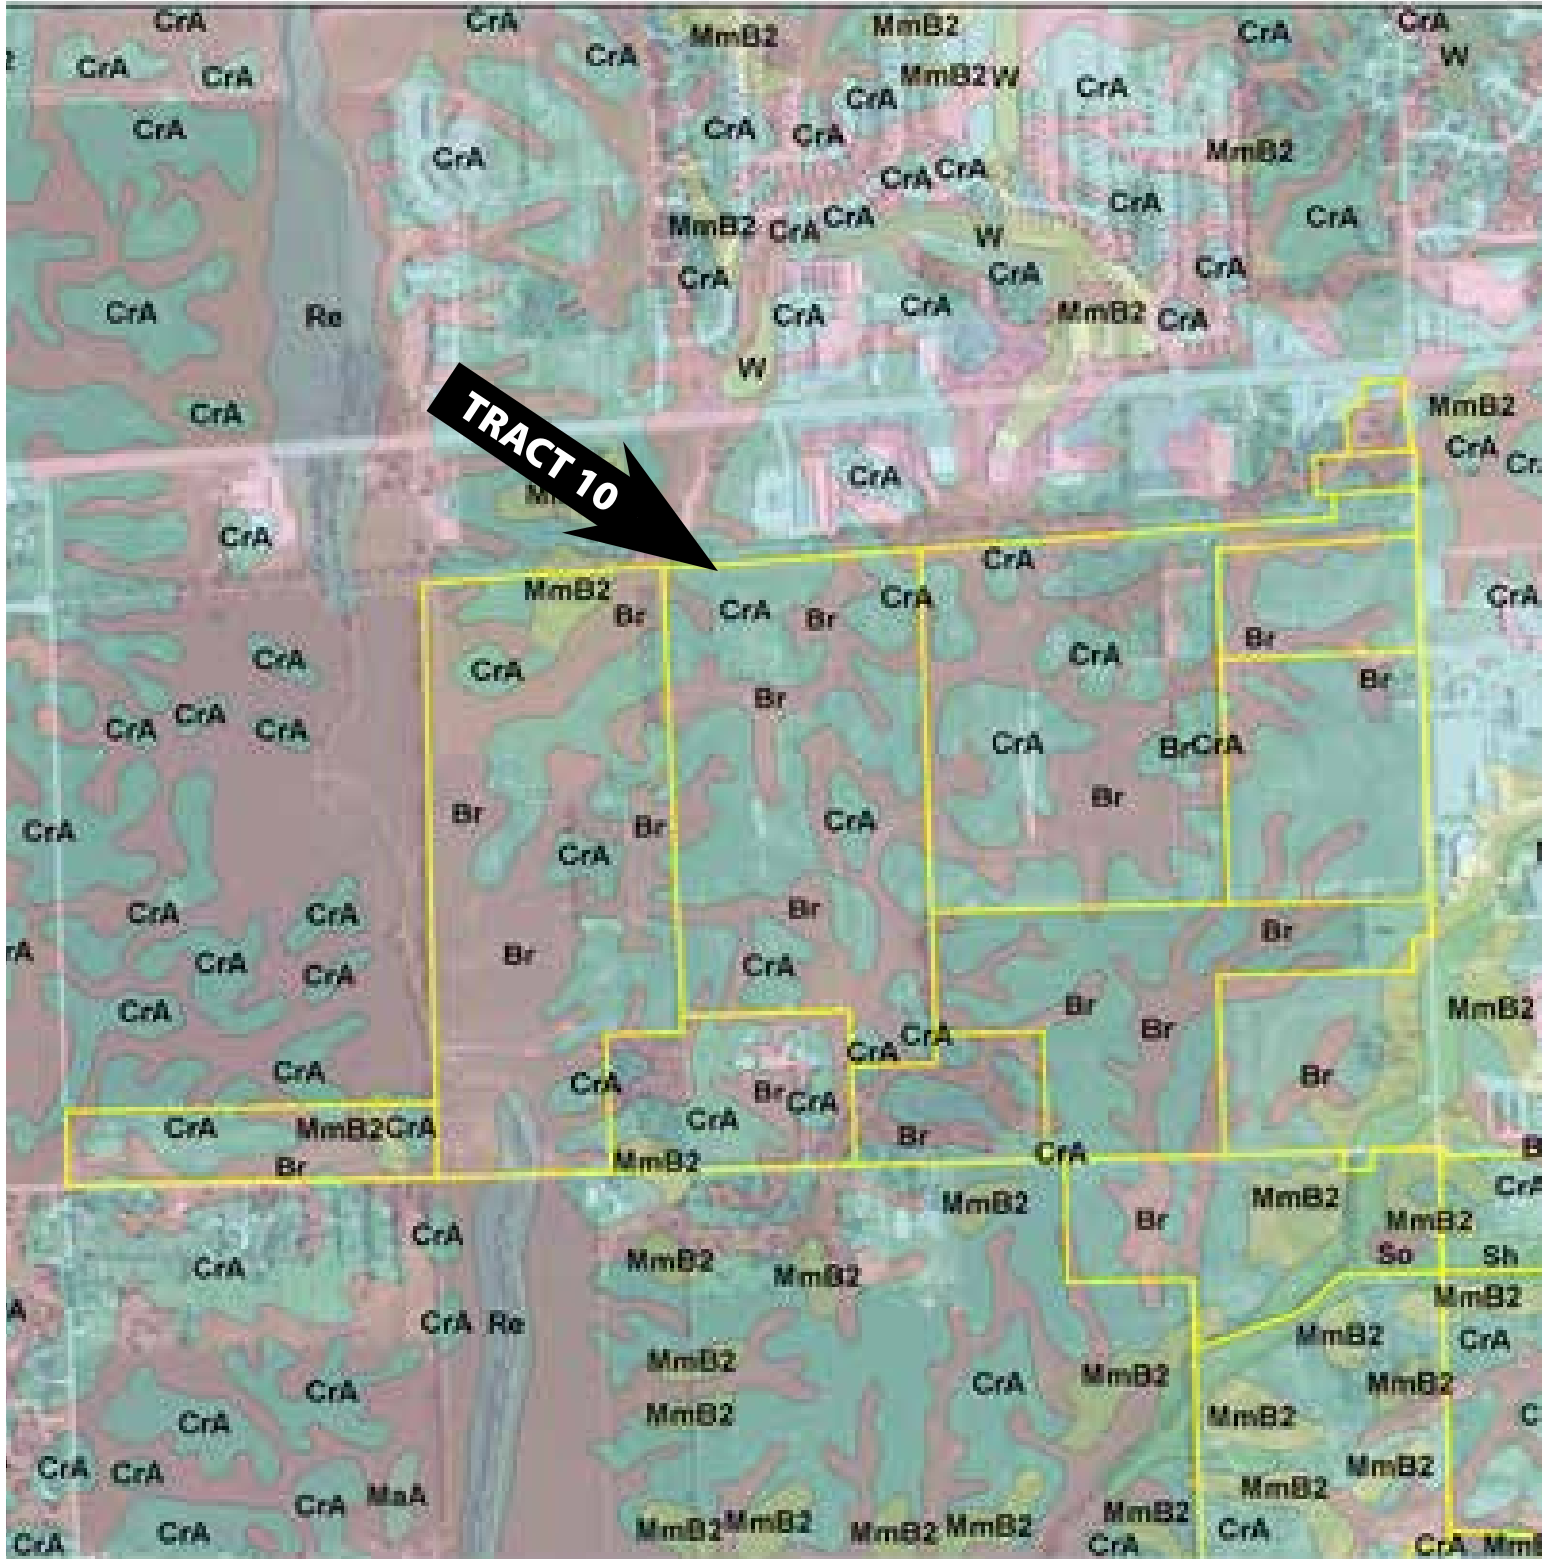 CrA CrA MmB2 MmB2 CrA CrA
CrA CrA CrA MmB2 W CrA W
CrA CrA CrA CrA MmB2
CrA CrA CrA CrA CrA
MmB2 CrA CrA W CrA
CrA CrA CrA
CrA Re CrA CrA MmB2 CrA
W
CrA MmB2
TRACT 10
CrA CrA
CrA
CrA
MmB2 Br CrA Br CrA CrA
Br
CrA CrA CrA Br
Br
CrA CrA CrA CrA Br CrA
Br
CrA Br Br CrA
CrA
CrA CrA Br Br
CrA CrA Br CrA
CrA Br Br MmB2
CrA CrA
CrA CrA Br CrA Br
CrA MmB2 CrA CrA Br
Br MmB2 CrA
MmB2 Br MmB2 MmB2
CrA CrA MmB2 MmB2 So Sh
CrA Re MmB2 MmB2 CrA
CrA MmB2 CrA MmB2 MmB2
CrA MmB2 MmB2
CrA CrA MmB2
CrA MaA MmB2
CrA CrA MmB2 MmB2 MmB2 MmB2 MmB2 CrA
CrA CrA